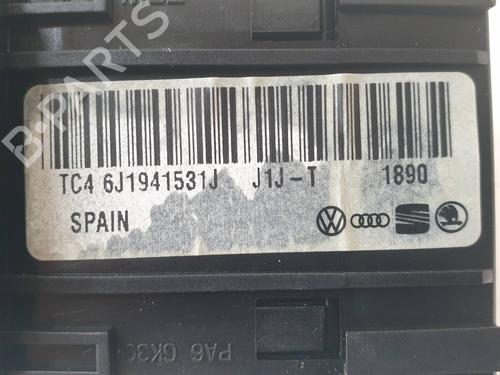 TC4 6J1941531J J1J-T 1890
SPAIN
B-PARTS
PA6 GK30